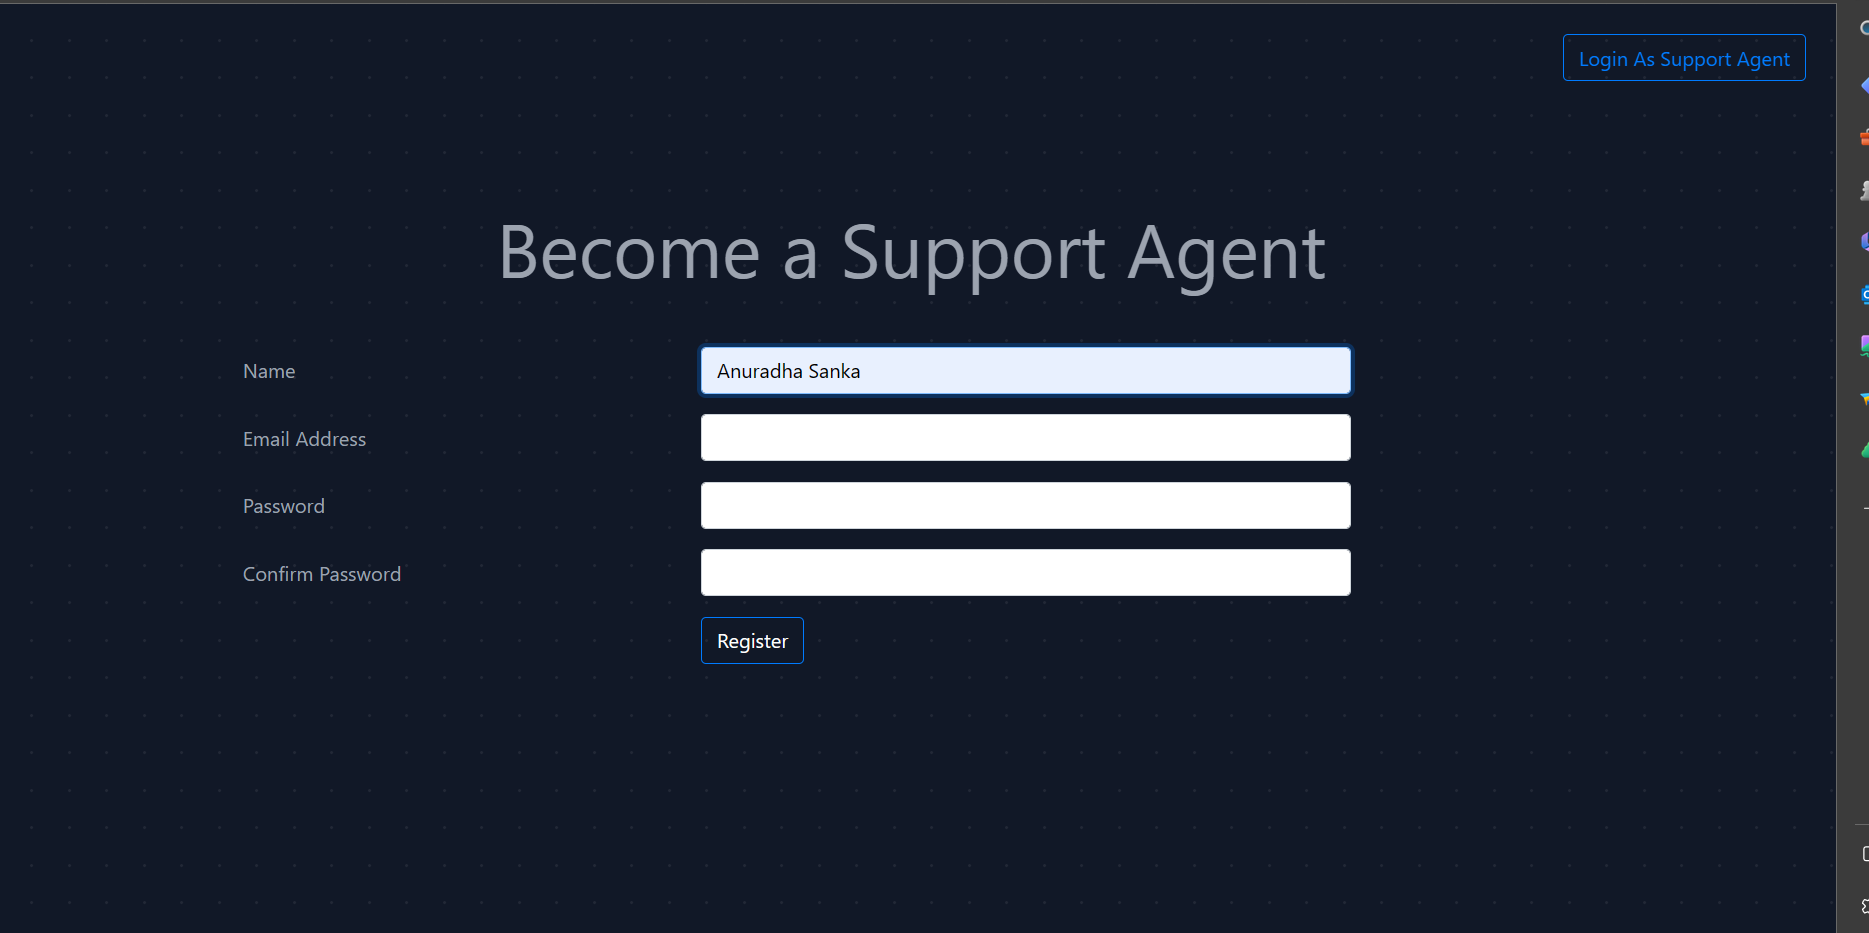 Login As Support Agent
Become a Support Agent
Name
Anuradha Sanka
Email Address
Password
Confirm Password
Register